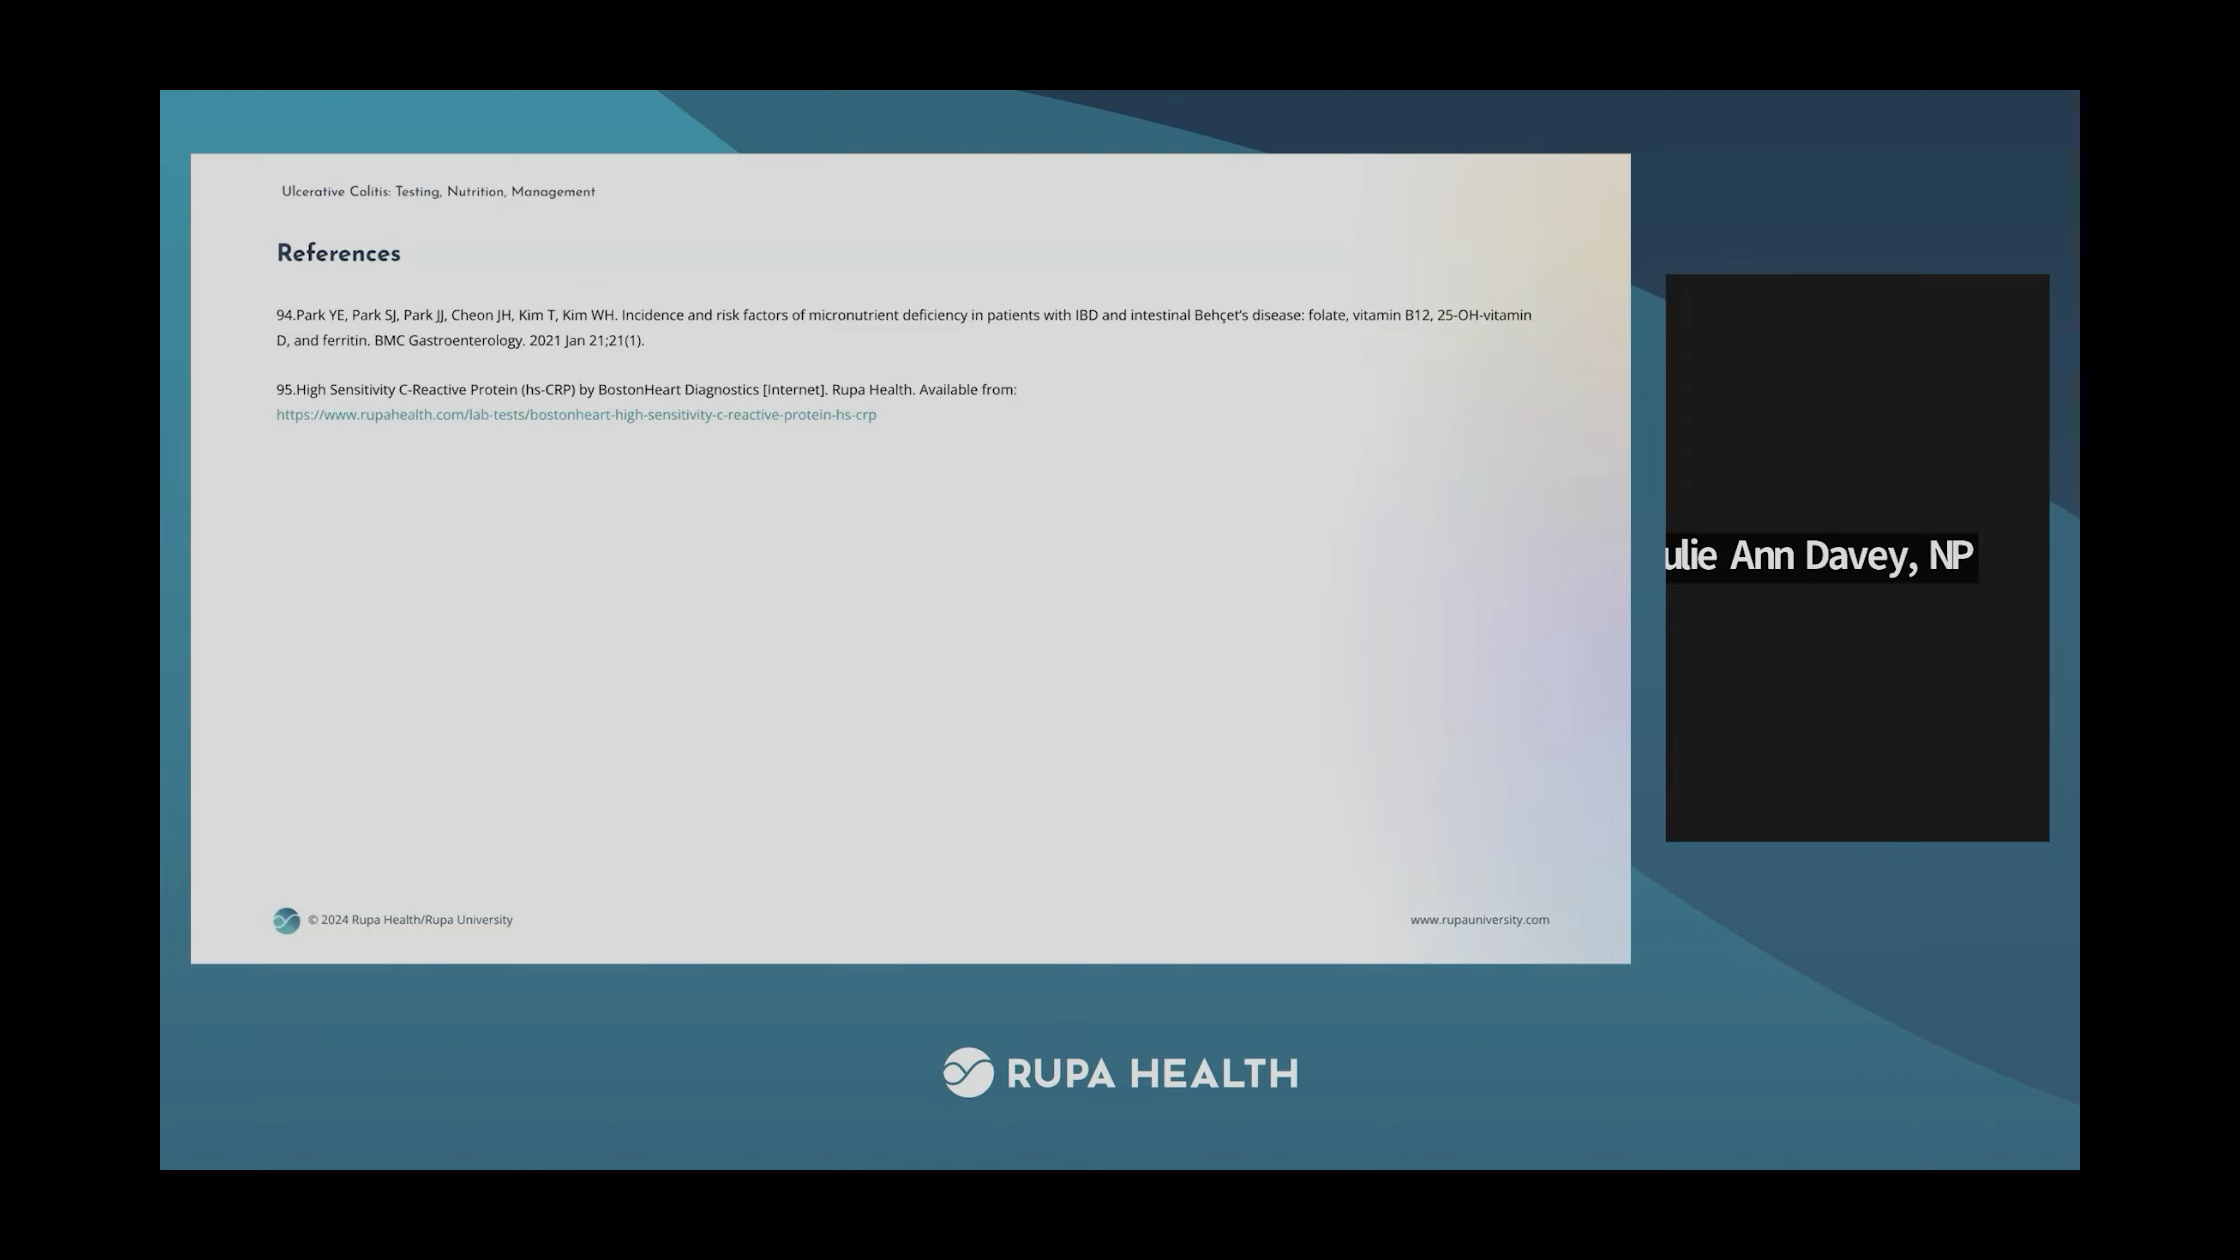 Ulcerative Colitis: Testing, Nutrition, Management
References
94.Park YE, Park SJ, Park JJ, Cheon JH, Kim T, Kim WH. Incidence and risk factors of micronutrient deficiency in patients with IBD and intestinal Behçet's disease: folate, vitamin B12, 25-OH-vitamin
D, and ferritin. BMC Gastroenterology. 2021 Jan 21;21(1).
95.High Sensitivity C-Reactive Protein (hs-CRP) by BostonHeart Diagnostics [Internet]. Rupa Health. Available from:
https://www.rupahealth.com/lab-tests/bostonheart-high-sensitivity-c-reactive-protein-hs-crp
© 2024 Rupa Health/Rupa University
www.rupauniversity.com
ulie Ann Davey, NP
RUPA HEALTH